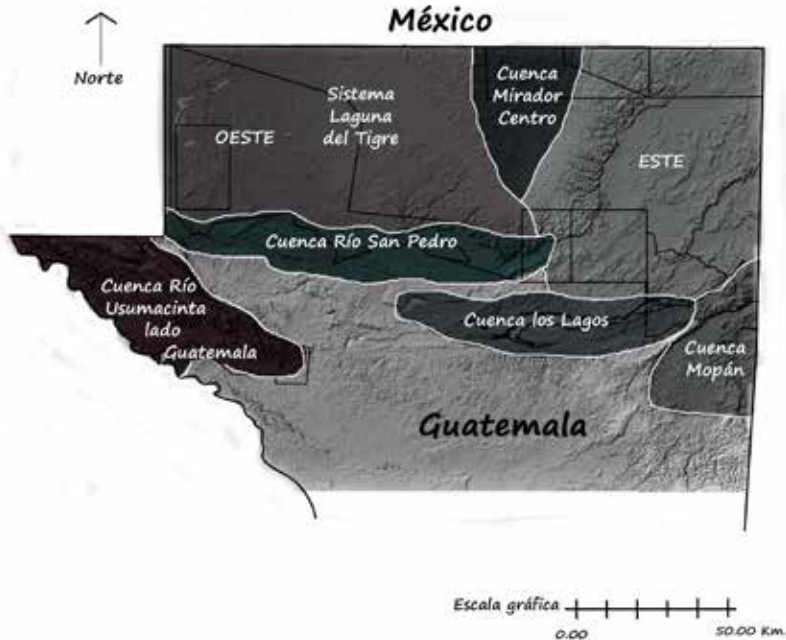 México
Norte
Cuenca
Mirador
Centro
Sistema
Laguna
del Tigre
OESTE
ESTE
Cuenca Río San Pedro
Cuenca Río
Usumacinta
lado
Guatemala
Cuenca los Lagos
Cuenca
Mopán
Guatemala
Escala gráfica
0.00
50.00 Km.